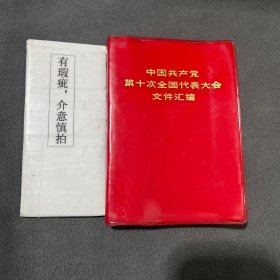 有瑕疵，介意慎拍
中国共产党
第十次全国代表大会
文件汇编